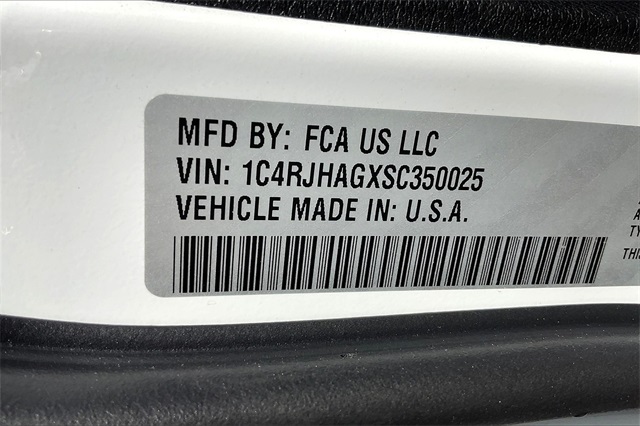 MFD BY: FCA US LLC
VIN: 1C4RJHAGXSC350025
VEHICLE MADE IN: U.S.A.